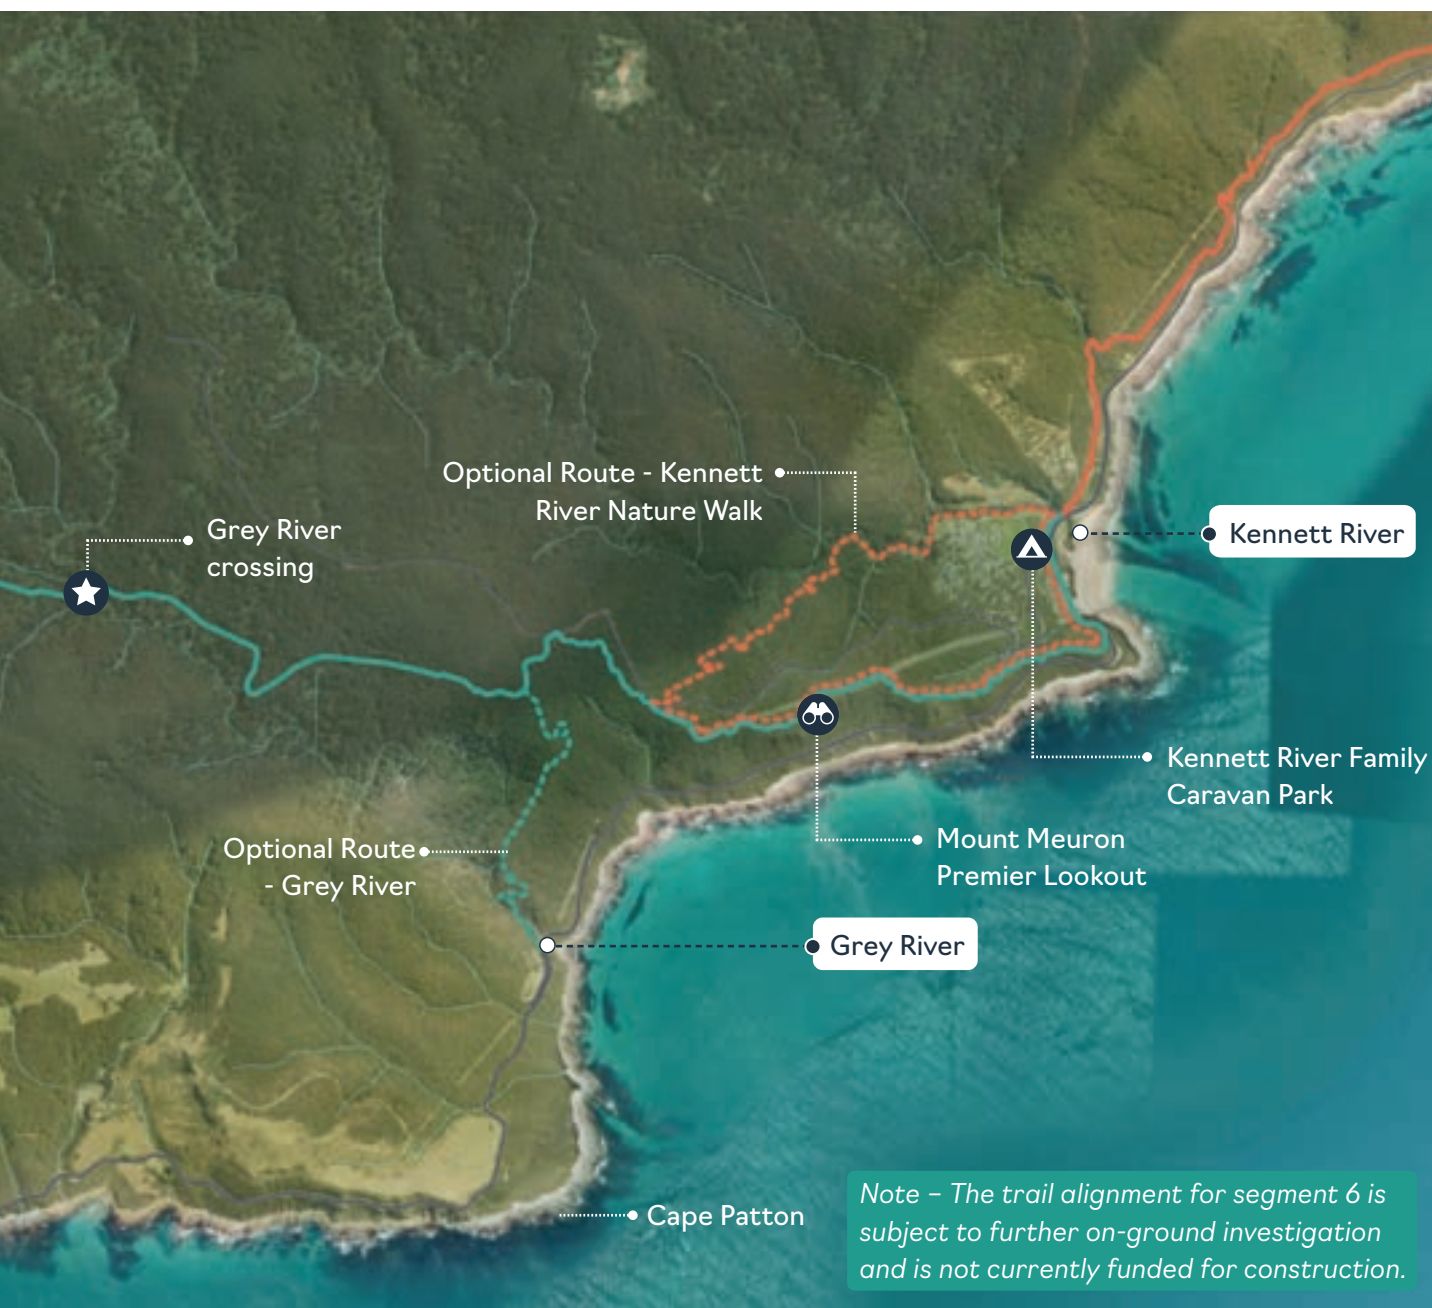 Optional Route - Kennett
River Nature Walk
Grey River
crossing
Kennett River
Kennett River Family
Caravan Park
Mount Meuron
Premier Lookout
Optional Route
- Grey River
Grey River
Cape Patton
Note – The trail alignment for segment 6 is
subject to further on-ground investigation
and is not currently funded for construction.